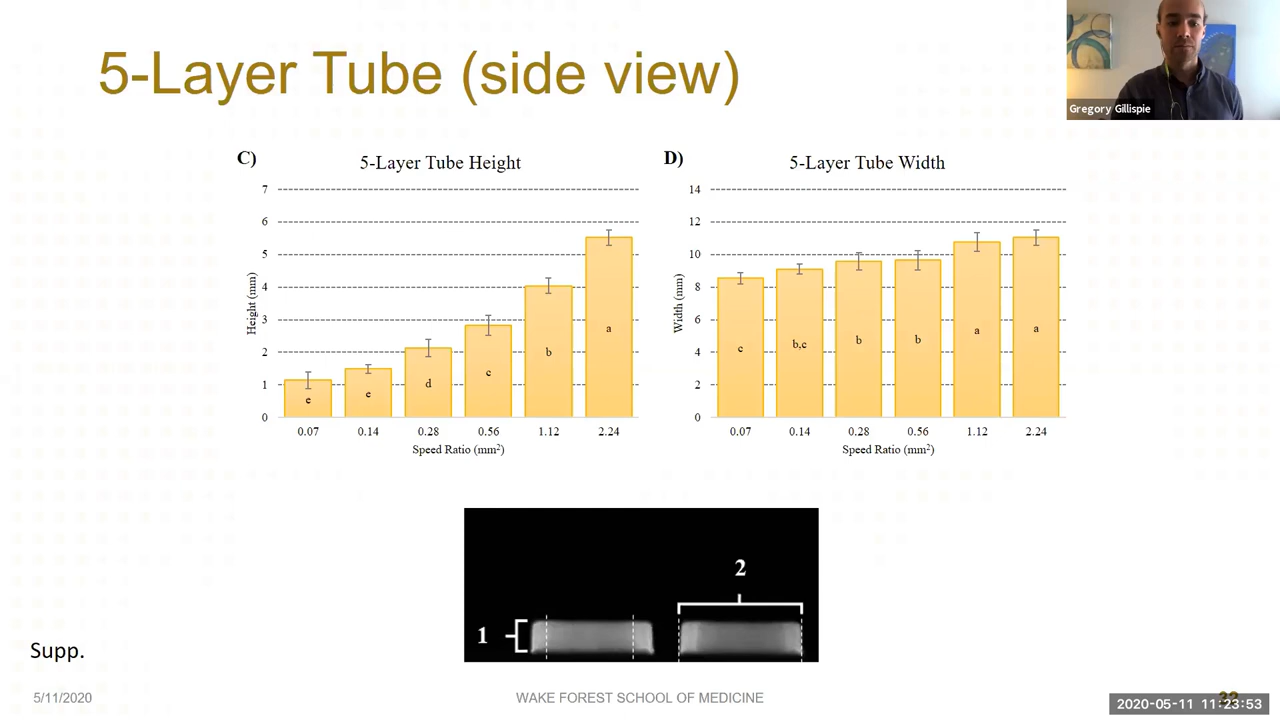 5-Layer Tube (side view)
Gregory Gillispie
C)
5-Layer Tube Height
7
6
5
4
3
2
1
0
Height (mm)
e
e
d
c
b
a
0.07 0.14 0.28 0.56 1.12 2.24
Speed Ratio (mm²)
D)
5-Layer Tube Width
14
12
10
8
6
4
2
0
Width (mm)
c
b,c
b
b
a
a
0.07 0.14 0.28 0.56 1.12 2.24
Speed Ratio (mm²)
1
2
Supp.
5/11/2020
WAKE FOREST SCHOOL OF MEDICINE
2020-05-11 11:23:53